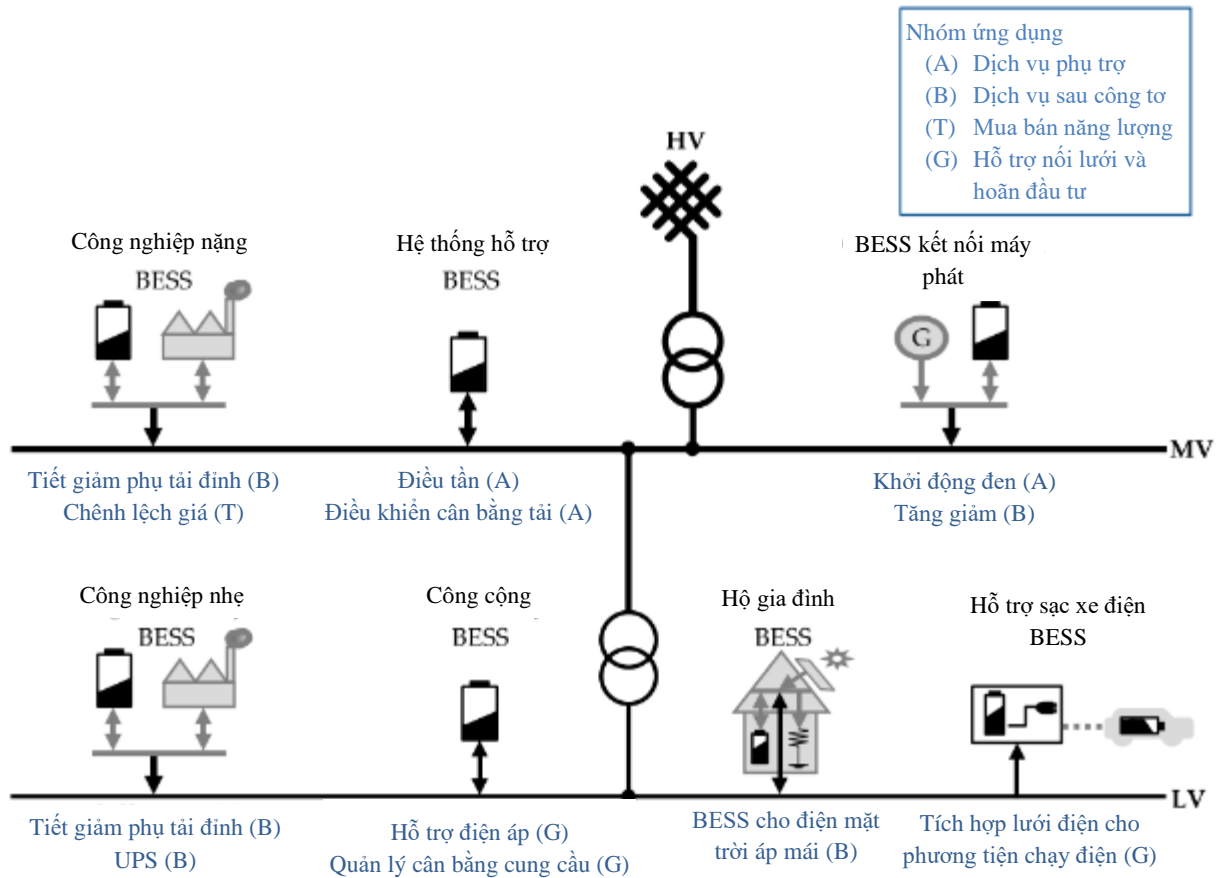 Nhóm ứng dụng
(A) Dịch vụ phụ trợ
(B) Dịch vụ sau công tơ
(T) Mua bán năng lượng
(G) Hỗ trợ nối lưới và
hoãn đầu tư
HV
Công nghiệp nặng
BESS
Hệ thống hỗ trợ
BESS
BESS kết nối máy
phát
G
MV
Tiết giảm phụ tải đỉnh (B)
Chênh lệch giá (T)
Điều tần (A)
Điều khiển cân bằng tải (A)
Khởi động đen (A)
Tăng giảm (B)
Công nghiệp nhẹ
BESS
Công cộng
BESS
Hộ gia đình
BESS
Hỗ trợ sạc xe điện
BESS
LV
Tiết giảm phụ tải đỉnh (B)
UPS (B)
Hỗ trợ điện áp (G)
Quản lý cân bằng cung cầu (G)
BESS cho điện mặt
trời áp mái (B)
Tích hợp lưới điện cho
phương tiện chạy điện (G)